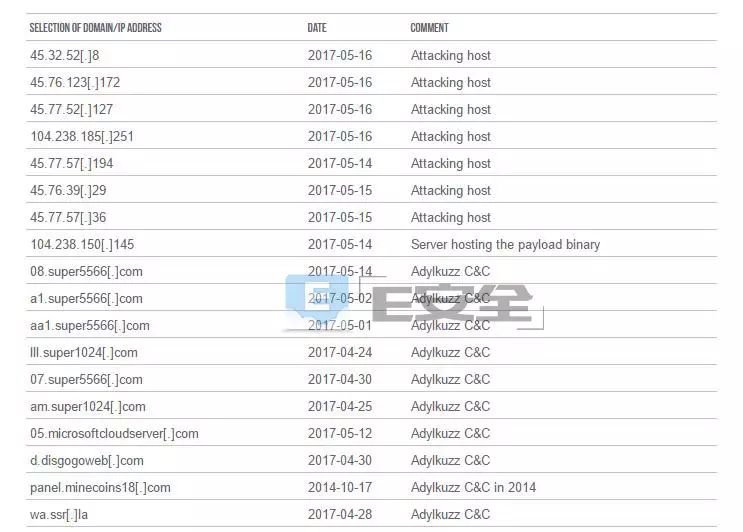 SELECTION OF DOMAIN/IP ADDRESS DATE COMMENT
45.32.52[.]8 2017-05-16 Attacking host
45.76.123[.]172 2017-05-16 Attacking host
45.77.52[.]127 2017-05-16 Attacking host
104.238.185[.]251 2017-05-16 Attacking host
45.77.57[.]194 2017-05-14 Attacking host
45.76.39[.]29 2017-05-15 Attacking host
45.77.57[.]36 2017-05-15 Attacking host
104.238.150[.]145 2017-05-14 Server hosting the payload binary
08.super5566[.]com 2017-05-14 Adylkuzz C&C
a1.super5566[.]com 2017-05-02 Adylkuzz C&C
E安全
aa1.super5566[.]com 2017-05-01 Adylkuzz C&C
lll.super1024[.]com 2017-04-24 Adylkuzz C&C
07.super5566[.]com 2017-04-30 Adylkuzz C&C
am.super1024[.]com 2017-04-25 Adylkuzz C&C
05.microsoftcloudserver[.]com 2017-05-12 Adylkuzz C&C
d.disgogoweb[.]com 2017-04-30 Adylkuzz C&C
panel.minecoins18[.]com 2014-10-17 Adylkuzz C&C in 2014
wa.ssr[.]la 2017-04-28 Adylkuzz C&C